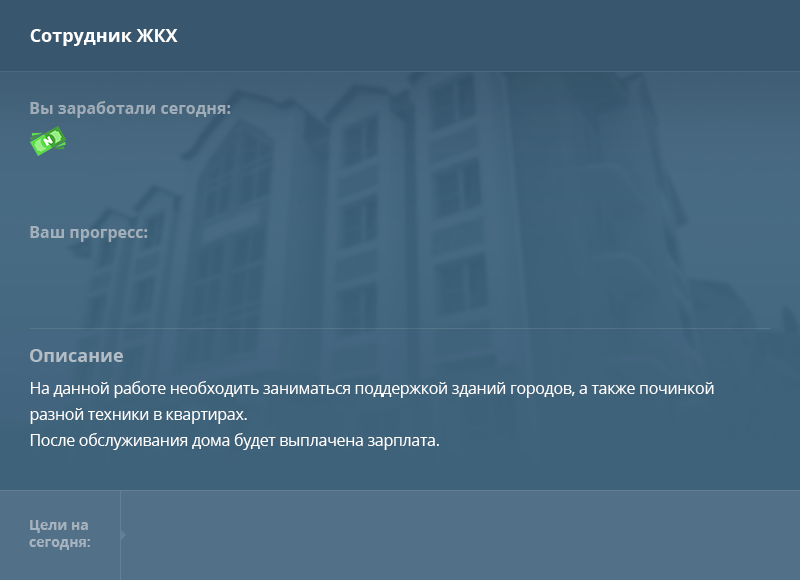 Сотрудник ЖКХ
Вы заработали сегодня:
N
Ваш прогресс:
Описание
На данной работе необходить заниматься поддержкой зданий городов, а также починкой
разной техники в квартирах.
После обслуживания дома будет выплачена зарплата.
Цели на
сегодня: